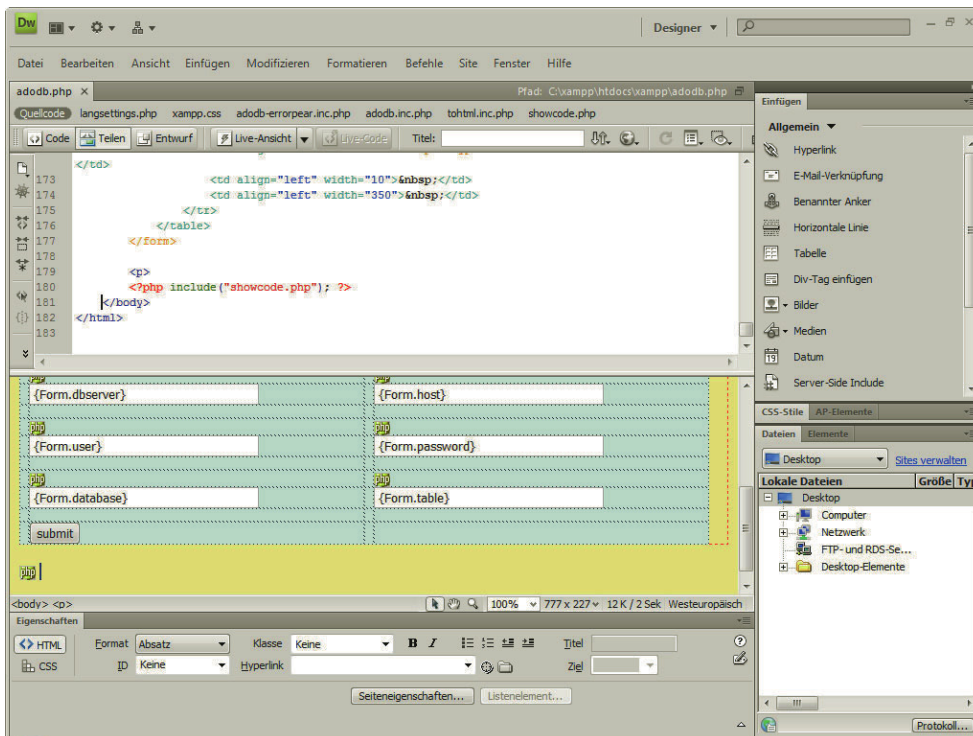 Dw Designer
Datei Bearbeiten Ansicht Einfügen Modifizieren Formatieren Befehle Site Fenster Hilfe
adodb.php × Pfad: C:\xampp\htdocs\xampp\adodb.php
Quellcode langsettings.php xampp.css adodb-errorpear.inc.php adodb.inc.php tohtml.inc.php showcode.php
Code Teilen Entwurf Live-Ansicht Live-Code Titel:
</td>
173 <td align="left" width="10">&nbsp;</td>
174 <td align="left" width="350">&nbsp;</td>
175 </tr>
176 </table>
177 </form>
178
179 <p>
180 <?php include("showcode.php"); ?>
181 </body>
182 </html>
183
{Form.dbserver} {Form.host}
php php
{Form.user} {Form.password}
php php
{Form.database} {Form.table}
submit
php
<body> <p> 100% 777 x 227 12 K / 2 Sek Westeuropäisch
Eigenschaften
<> HTML Format Absatz Klasse Keine B I Titel
CSS ID Keine Hyperlink Ziel
Seiteneigenschaften... Listenelement...
Einfügen
Allgemein
Hyperlink
E-Mail-Verknüpfung
Benannter Anker
Horizontale Linie
Tabelle
Div-Tag einfügen
Bilder
Medien
19 Datum
Server-Side Include
CSS-Stile AP-Elemente
Dateien Elemente
Desktop Sites verwalten
Lokale Dateien Größe Typ
Desktop
Computer
Netzwerk
FTP- und RDS-Se...
Desktop-Elemente
Protokoll...